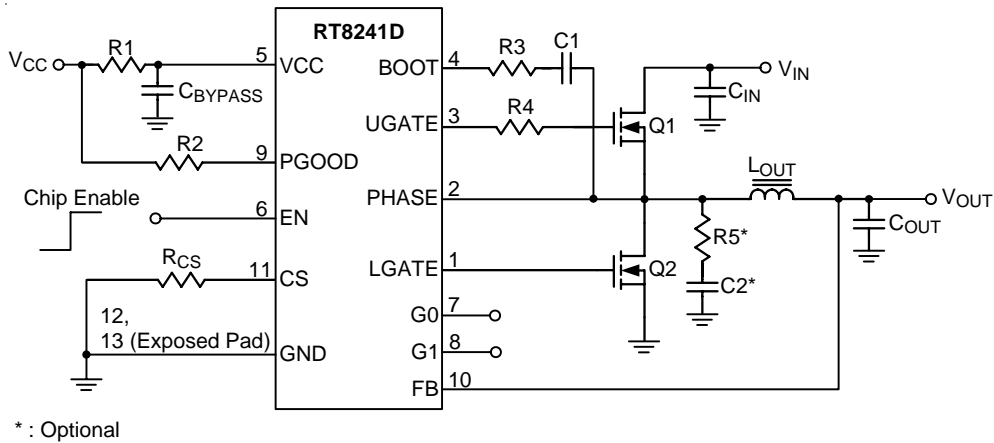 RT8241D
VCC
R1
5
VCC
CBYPASS
R2
9
PGOOD
Chip Enable
6
EN
RCS
11
CS
12,
13 (Exposed Pad)
GND
BOOT
4
R3
C1
UGATE
3
R4
Q1
VIN
CIN
PHASE
2
LOUT
VOUT
COUT
R5*
C2*
LGATE
1
Q2
G0
7
G1
8
FB
10
* : Optional